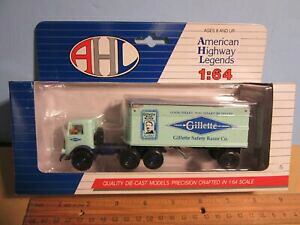 AHL
AGES 8 AND UP
American
Highway
Legends
1:64
Gillette
Gillette Safety Razor Co.
QUALITY DIE-CAST MODELS PRECISION CRAFTED IN 1:64 SCALE